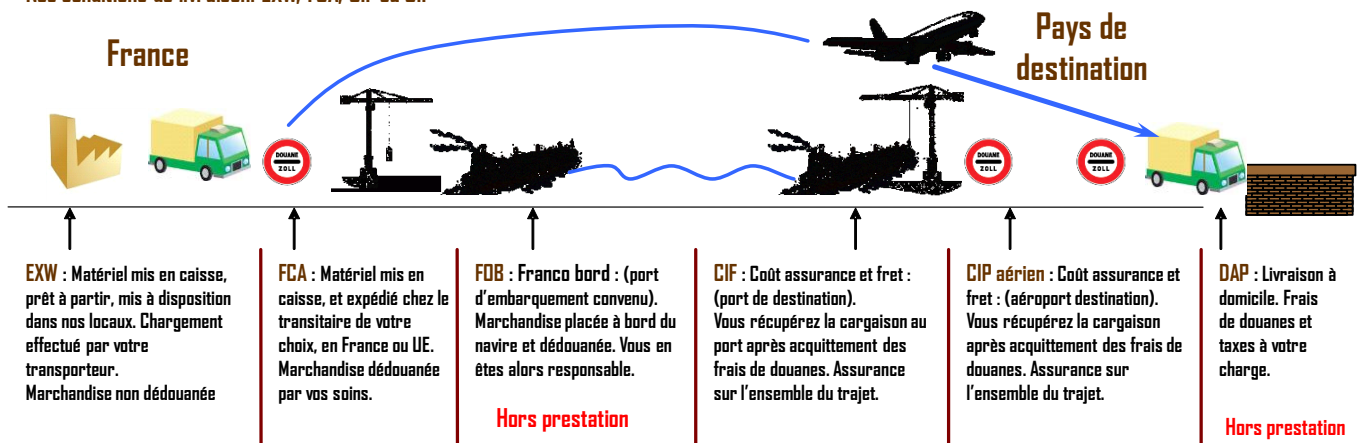 France
Pays de
destination
DOUANE
ZOLL
DOUANE
ZOLL
DOUANE
ZOLL
EXW : Matériel mis en caisse,
prêt à partir, mis à disposition
dans nos locaux. Chargement
effectué par votre
transporteur.
Marchandise non dédouanée
FCA : Matériel mis en
caisse, et expédié chez le
transitaire de votre
choix, en France ou UE.
Marchandise dédouanée
par vos soins.
FOB : Franco bord : (port
d'embarquement convenu).
Marchandise placée à bord du
navire et dédouanée. Vous en
êtes alors responsable.
Hors prestation
CIF : Coût assurance et fret :
(port de destination).
Vous récupérez la cargaison au
port après acquittement des
frais de douanes. Assurance
sur l'ensemble du trajet.
CIP aérien : Coût assurance et
fret : (aéroport destination).
Vous récupérez la cargaison
après acquittement des frais de
douanes. Assurance sur
l'ensemble du trajet.
DAP : Livraison à
domicile. Frais
de douanes et
taxes à votre
charge.
Hors prestation